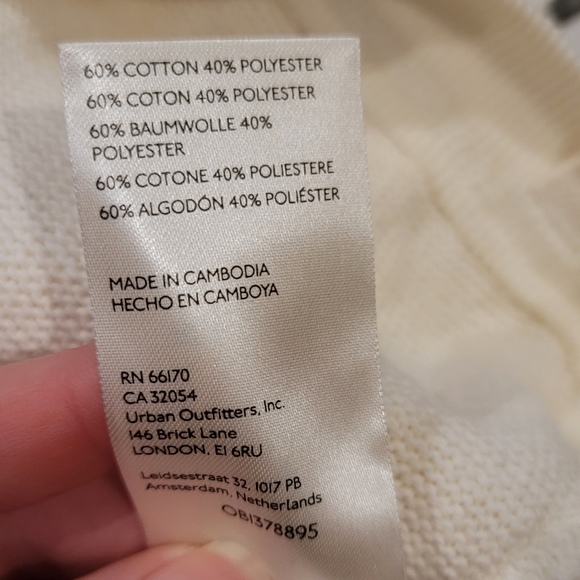 60% COTTON 40% POLYESTER
60% COTON 40% POLYESTER
60% BAUMWOLLE 40%
POLYESTER
60% COTONE 40% POLIESTERE
60% ALGODÓN 40% POLIÉSTER
MADE IN CAMBODIA
HECHO EN CAMBOYA
RN 66170
CA 32054
Urban Outfitters, Inc.
146 Brick Lane
LONDON, E1 6RU
Leidsestraat 32, 1017 PB
Amsterdam, Netherlands
OB1378895